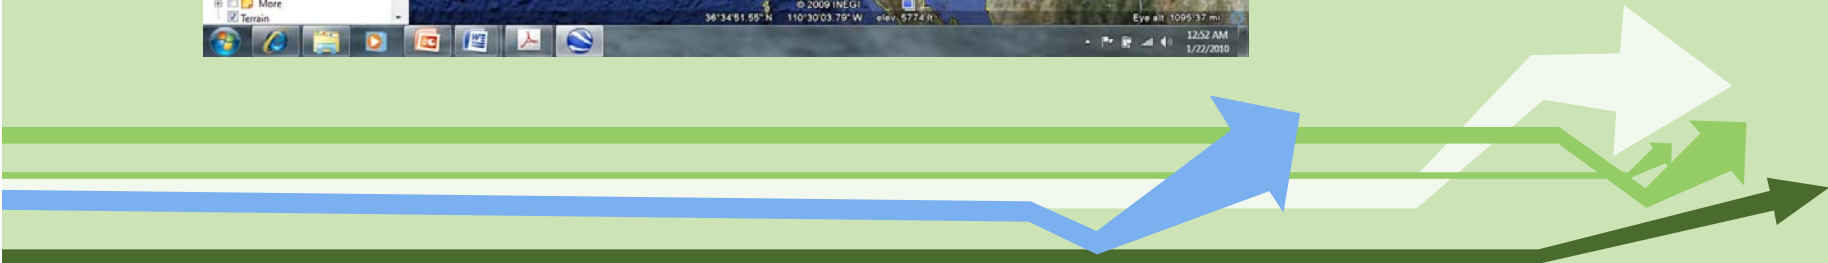 More
Terrain
© 2009 INEGI
36°34'51.55" N 110°30'03.79" W elev 5774 ft
Eye alt 1095.37 mi
12:52 AM
1/22/2010